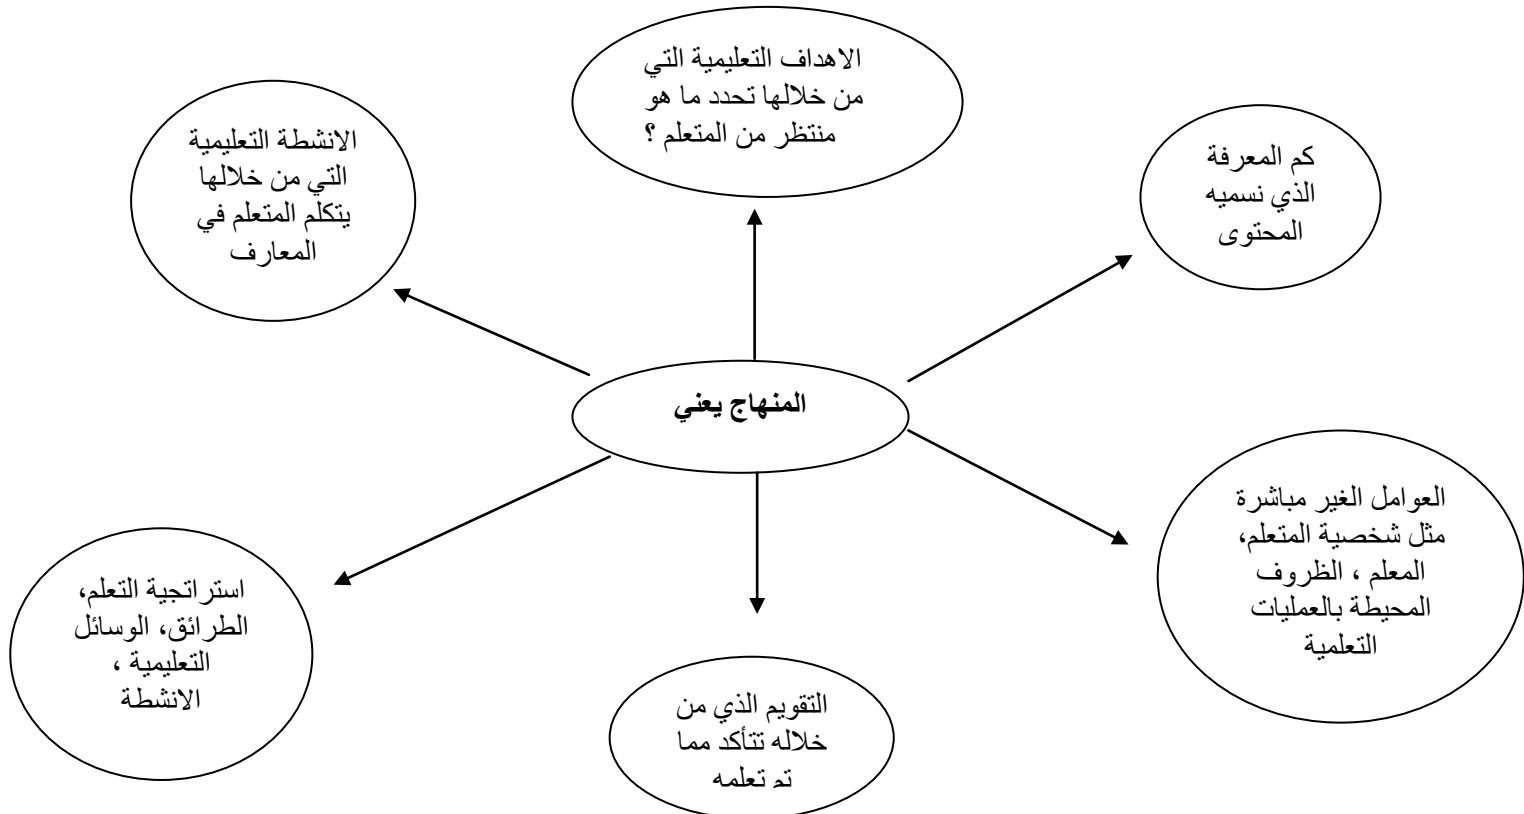 الاهداف التعليمية التي
من خلالها تحدد ما هو
منتظر من المتعلم ؟
كم المعرفة
الذي نسميه
المحتوى
الانشطة التعليمية
التي من خلالها
يتكلم المتعلم في
المعارف
المنهاج يعني
العوامل الغير مباشرة
مثل شخصية المتعلم،
المعلم ، الظروف
المحيطة بالعمليات
التعلمية
استراتجية التعلم،
الطرائق، الوسائل
التعليمية ،
الانشطة
التقويم الذي من
خلاله تتأكد مما
تم تعلمه